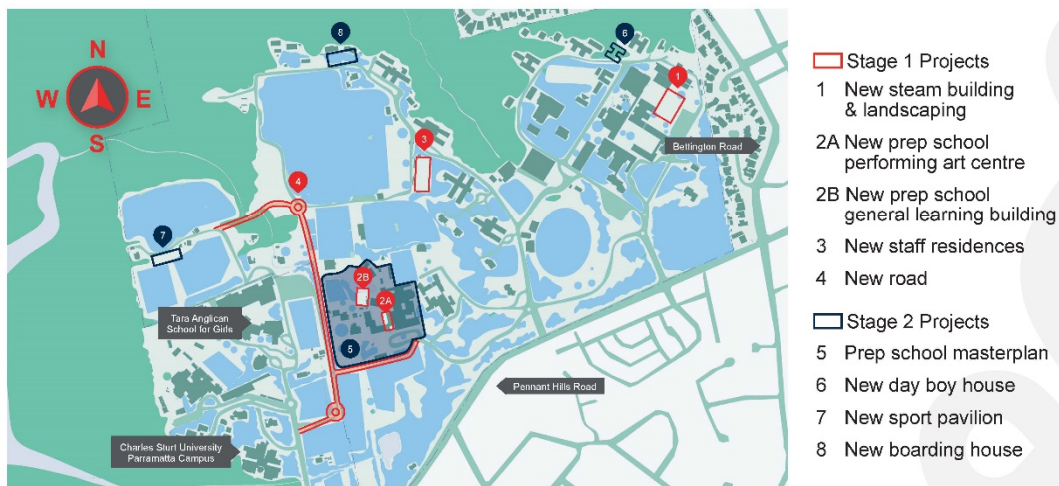 N
W E
S
8
6
1
Bettington Road
3
4
7
2B
2A
Tara Anglican
School for Girls
5
Pennant Hills Road
Charles Sturt University
Parramatta Campus
Stage 1 Projects
1 New steam building
& landscaping
2A New prep school
performing art centre
2B New prep school
general learning building
3 New staff residences
4 New road
Stage 2 Projects
5 Prep school masterplan
6 New day boy house
7 New sport pavilion
8 New boarding house